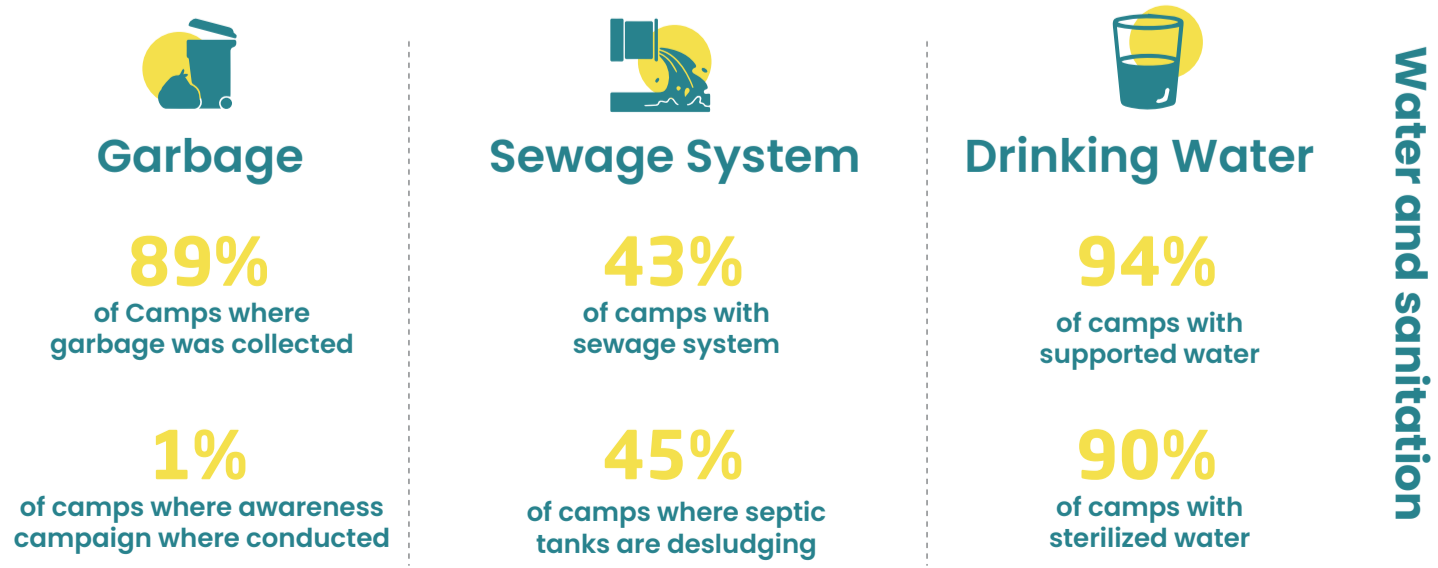 Garbage
89%
of Camps where
garbage was collected
1%
of camps where awareness
campaign where conducted
Sewage System
43%
of camps with
sewage system
45%
of camps where septic
tanks are desludging
Drinking Water
94%
of camps with
supported water
90%
of camps with
sterilized water
Water and sanitation